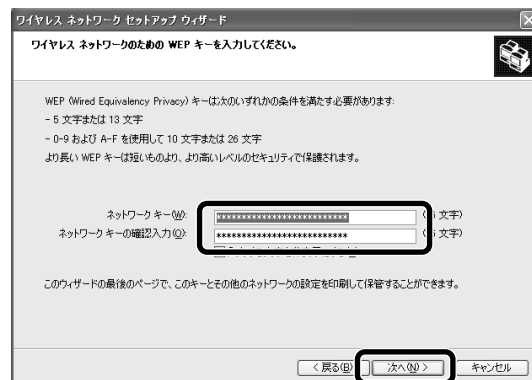 ワイヤレス ネットワーク セットアップ ウィザード
ワイヤレス ネットワークのための WEP キーを入力してください。
WEP (Wired Equivalency Privacy) キーは次のいずれかの条件を満たす必要があります:
- 5 文字または 13 文字
- 0-9 および A-F を使用して 10 文字または 26 文字
より長い WEP キーは短いものより、より高いレベルのセキュリティで保護されます。
ネットワーク キー(W): ************************** 文字)
ネットワーク キーの確認入力(O): ************************** 文字)
このウィザードの最後のページで、このキーとその他のネットワークの設定を印刷して保管することができます。
< 戻る(B) 次へ(N) > キャンセル